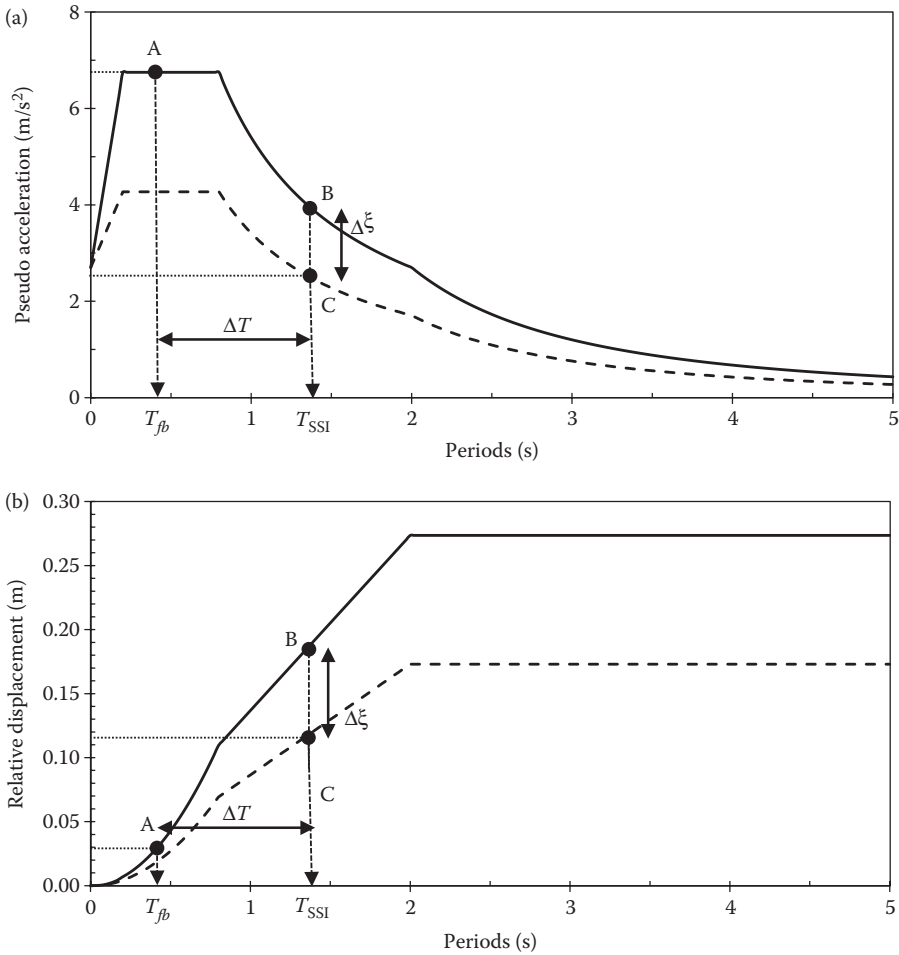 (a)
8
6
4
2
0
Pseudo acceleration (m/s²)
A
B
Δξ
C
ΔT
0 1 2 3 4 5
T_fb T_SSI
Periods (s)
(b)
0.30
0.25
0.20
0.15
0.10
0.05
0.00
Relative displacement (m)
B
Δξ
C
A
ΔT
0 1 2 3 4 5
T_fb T_SSI
Periods (s)